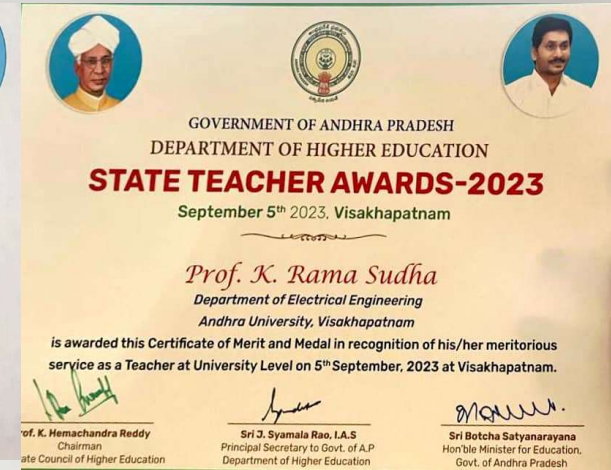 GOVERNMENT OF ANDHRA PRADESH
DEPARTMENT OF HIGHER EDUCATION
STATE TEACHER AWARDS-2023
September 5th 2023, Visakhapatnam
Prof. K. Rama Sudha
Department of Electrical Engineering
Andhra University, Visakhapatnam
is awarded this Certificate of Merit and Medal in recognition of his/her meritorious
service as a Teacher at University Level on 5th September, 2023 at Visakhapatnam.
rof. K. Hemachandra Reddy
Chairman
ate Council of Higher Education
Sri J. Syamala Rao, I.A.S
Principal Secretary to Govt. of A.P
Department of Higher Education
Sri Botcha Satyanarayana
Hon'ble Minister for Education,
Govt. of Andhra Pradesh